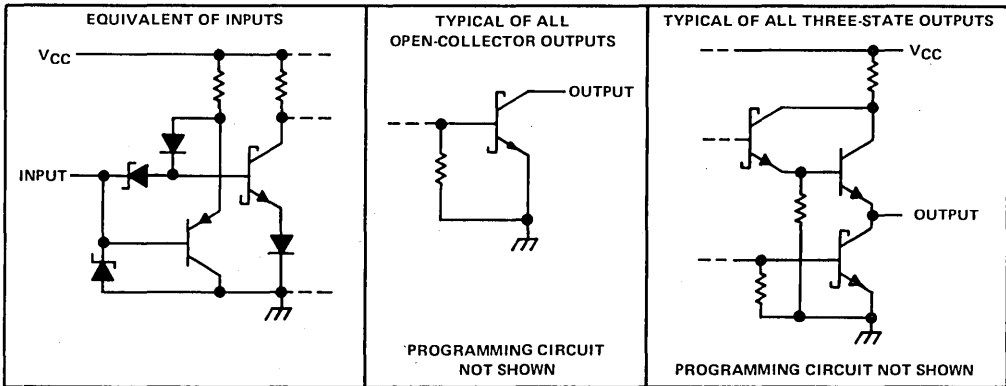 EQUIVALENT OF INPUTS
VCC
INPUT
TYPICAL OF ALL
OPEN-COLLECTOR OUTPUTS
OUTPUT
PROGRAMMING CIRCUIT
NOT SHOWN
TYPICAL OF ALL THREE-STATE OUTPUTS
VCC
OUTPUT
PROGRAMMING CIRCUIT NOT SHOWN